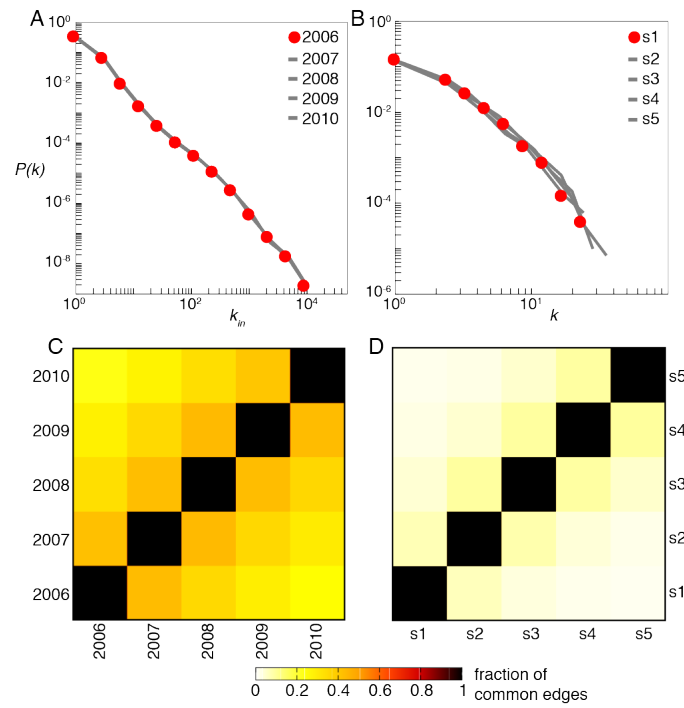 A
10^0
10^-2
10^-4
10^-6
10^-8
P(k)
10^0
10^2
10^4
k_in
2006
2007
2008
2009
2010
B
10^0
10^-2
10^-4
10^-6
10^0
10^1
k
s1
s2
s3
s4
s5
C
2010
2009
2008
2007
2006
2006
2007
2008
2009
2010
D
s5
s4
s3
s2
s1
s1
s2
s3
s4
s5
0
0.2
0.4
0.6
0.8
1
fraction of
common edges